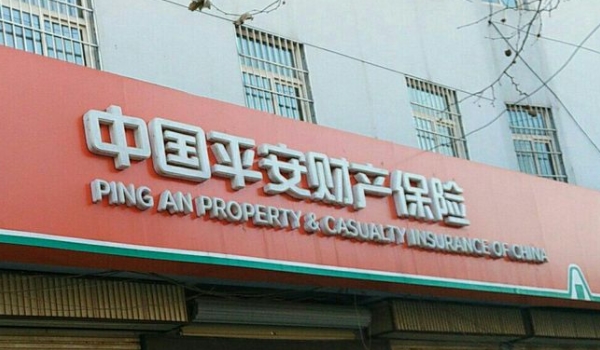 中国平安财产保险
PING AN PROPERTY & CASUALTY INSURANCE OF CHINA